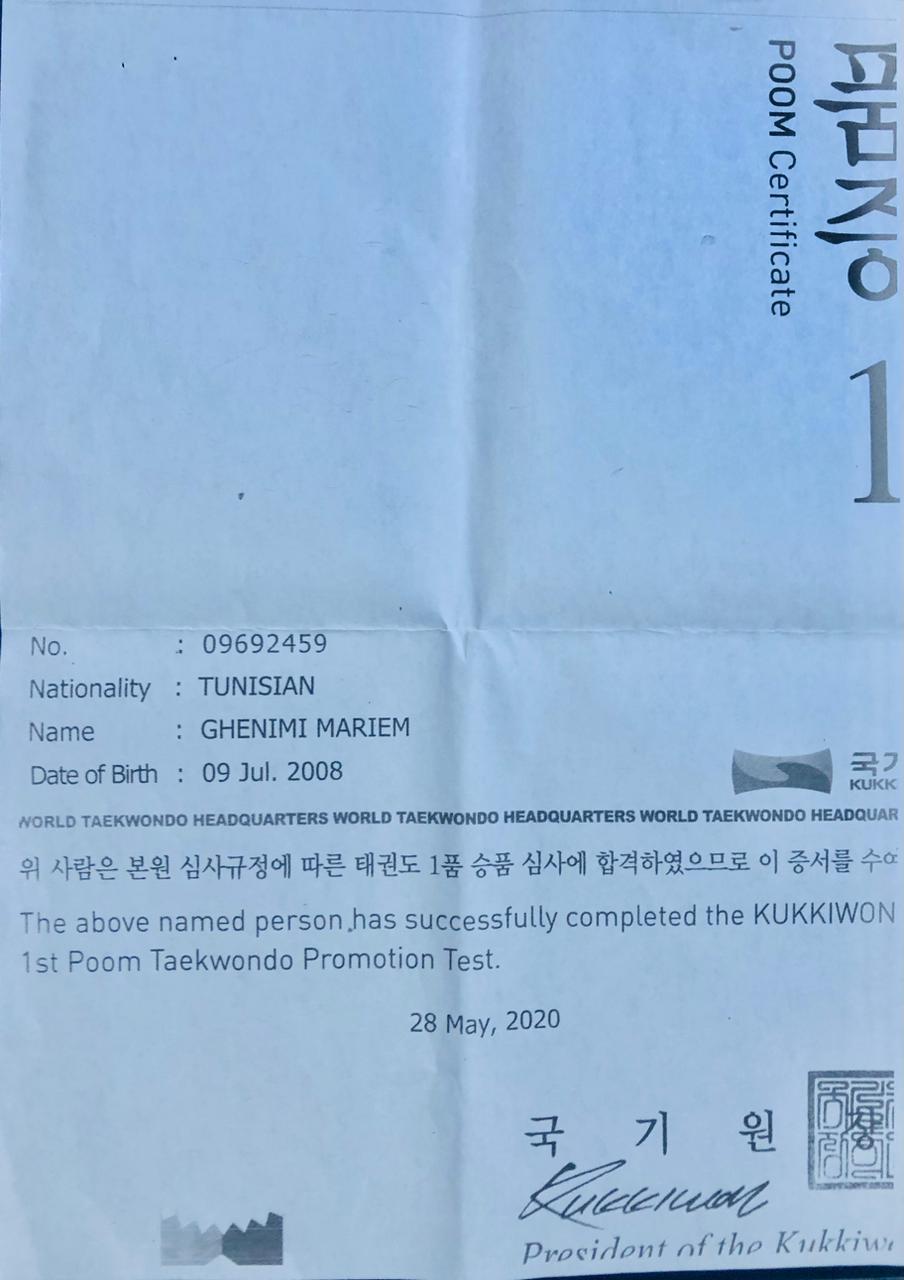 POOM Certificate
1
No. : 09692459
Nationality : TUNISIAN
Name : GHENIMI MARIEM
Date of Birth : 09 Jul. 2008
국기
KUKK
WORLD TAEKWONDO HEADQUARTERS WORLD TAEKWONDO HEADQUARTERS WORLD TAEKWONDO HEADQUAR
위 사람은 본원 심사규정에 따른 태권도 1품 승품 심사에 합격하였으므로 이 증서를 수여
The above named person has successfully completed the KUKKIWON
1st Poom Taekwondo Promotion Test.
28 May, 2020
국 기 원
Kukkiwon
President of the Kukkiw